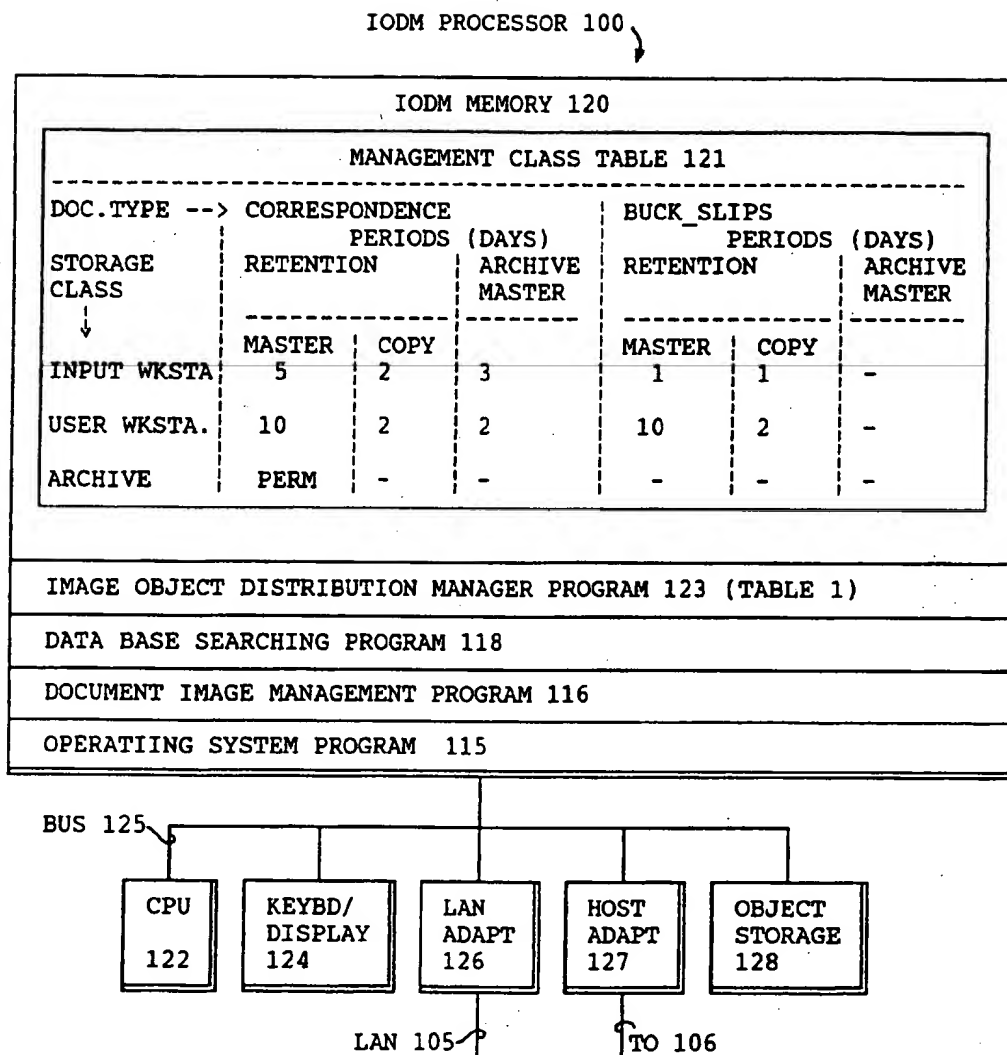 IODM PROCESSOR 100
IODM MEMORY 120
MANAGEMENT CLASS TABLE 121
DOC.TYPE --> CORRESPONDENCE BUCK_SLIPS
PERIODS (DAYS) PERIODS (DAYS)
STORAGE RETENTION ARCHIVE RETENTION ARCHIVE
CLASS MASTER MASTER
MASTER COPY MASTER COPY
INPUT WKSTA 5 2 3 1 1 -
USER WKSTA. 10 2 2 10 2 -
ARCHIVE PERM - - - - -
IMAGE OBJECT DISTRIBUTION MANAGER PROGRAM 123 (TABLE 1)
DATA BASE SEARCHING PROGRAM 118
DOCUMENT IMAGE MANAGEMENT PROGRAM 116
OPERATIING SYSTEM PROGRAM 115
BUS 125
CPU KEYBD/ LAN HOST OBJECT
DISPLAY ADAPT ADAPT STORAGE
122 124 126 127 128
LAN 105 TO 106